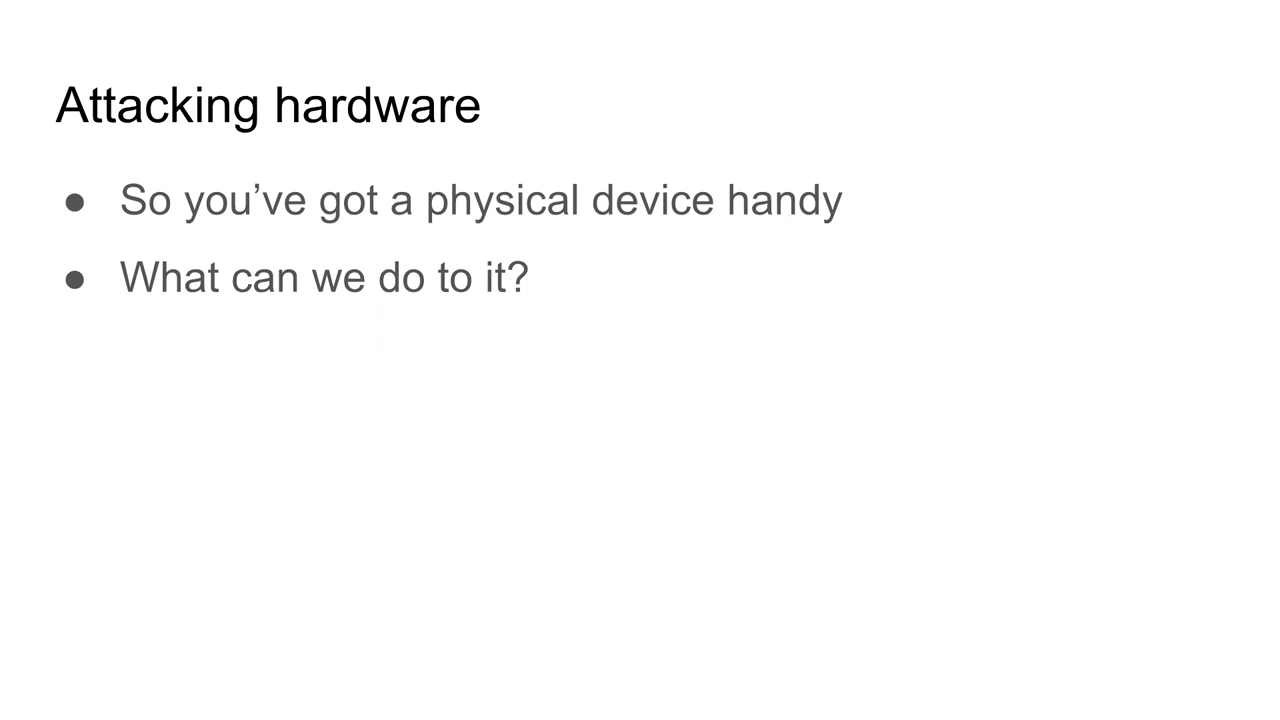 Attacking hardware
● So you’ve got a physical device handy
● What can we do to it?